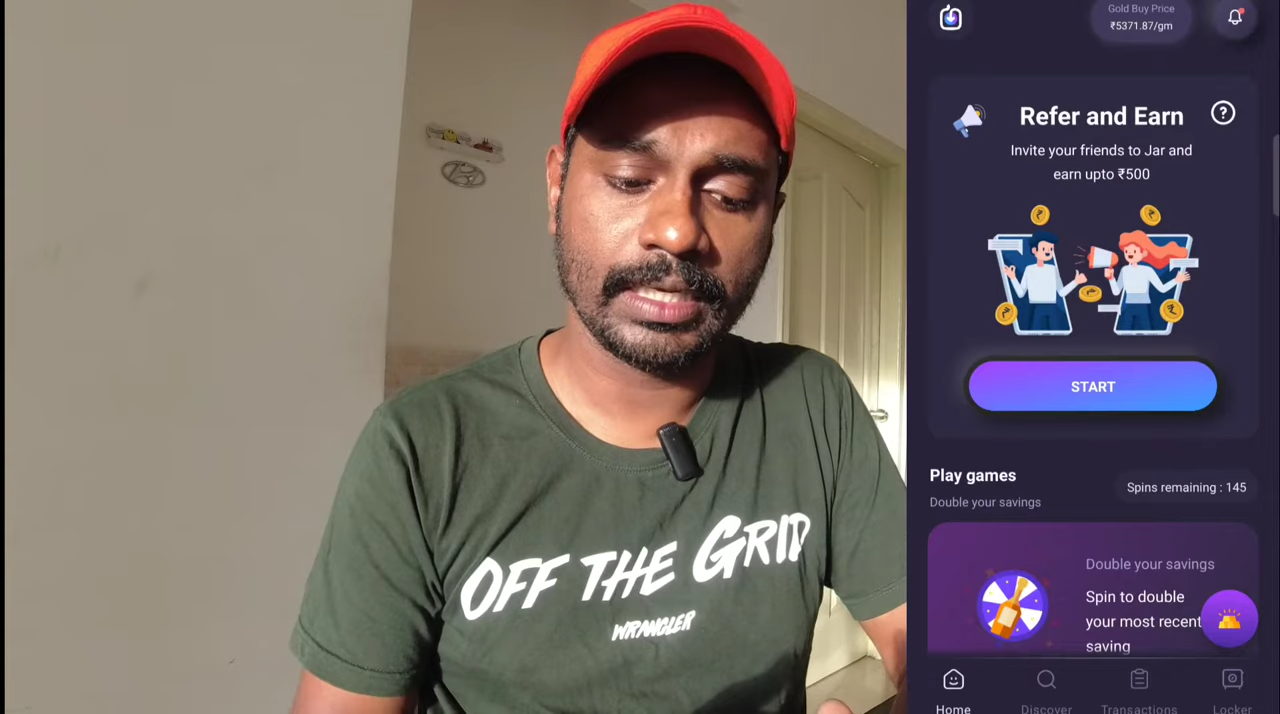 OFF THE GRID
WRANGLER
Gold Buy Price
₹5371.87/gm
Refer and Earn
?
Invite your friends to Jar and
earn upto ₹500
START
Play games
Spins remaining : 145
Double your savings
Double your savings
Spin to double
your most recent
saving
Home
Discover
Transactions
Locker